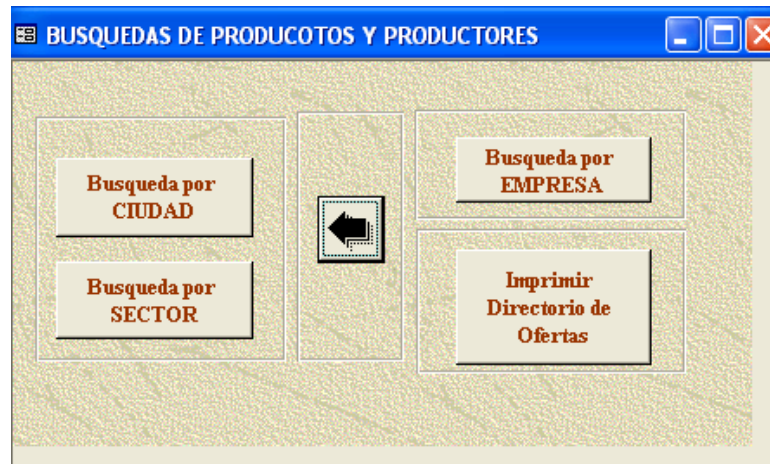 BUSQUEDAS DE PRODUCOTOS Y PRODUCTORES
Busqueda por
CIUDAD
Busqueda por
SECTOR
Busqueda por
EMPRESA
Imprimir
Directorio de
Ofertas